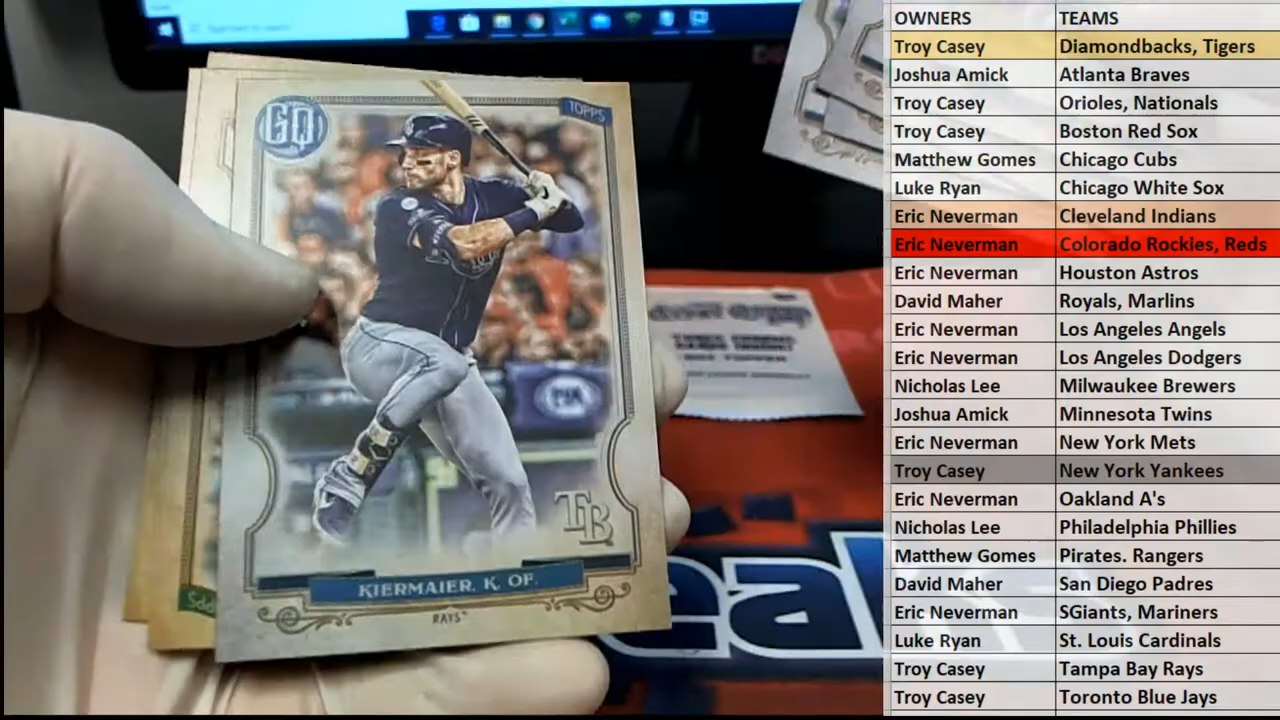 GQ
TOPPS
FOX
TB
KIERMAIER, K. OF.
RAYS
eal
OWNERS TEAMS
Troy Casey Diamondbacks, Tigers
Joshua Amick Atlanta Braves
Troy Casey Orioles, Nationals
Troy Casey Boston Red Sox
Matthew Gomes Chicago Cubs
Luke Ryan Chicago White Sox
Eric Neverman Cleveland Indians
Eric Neverman Colorado Rockies, Reds
Eric Neverman Houston Astros
David Maher Royals, Marlins
Eric Neverman Los Angeles Angels
Eric Neverman Los Angeles Dodgers
Nicholas Lee Milwaukee Brewers
Joshua Amick Minnesota Twins
Eric Neverman New York Mets
Troy Casey New York Yankees
Eric Neverman Oakland A's
Nicholas Lee Philadelphia Phillies
Matthew Gomes Pirates. Rangers
David Maher San Diego Padres
Eric Neverman SGiants, Mariners
Luke Ryan St. Louis Cardinals
Troy Casey Tampa Bay Rays
Troy Casey Toronto Blue Jays